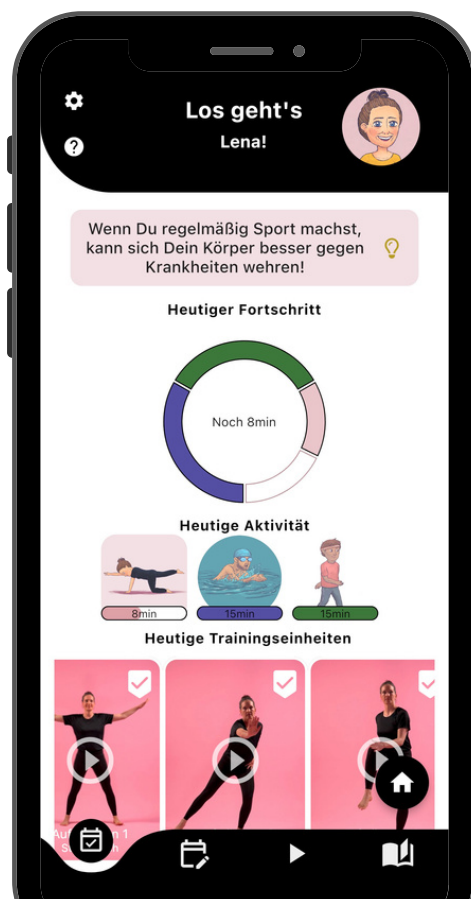 Los geht's
Lena!
Wenn Du regelmäßig Sport machst,
kann sich Dein Körper besser gegen
Krankheiten wehren!
Heutiger Fortschritt
Noch 8min
Heutige Aktivität
8min
15min
15min
Heutige Trainingseinheiten
1